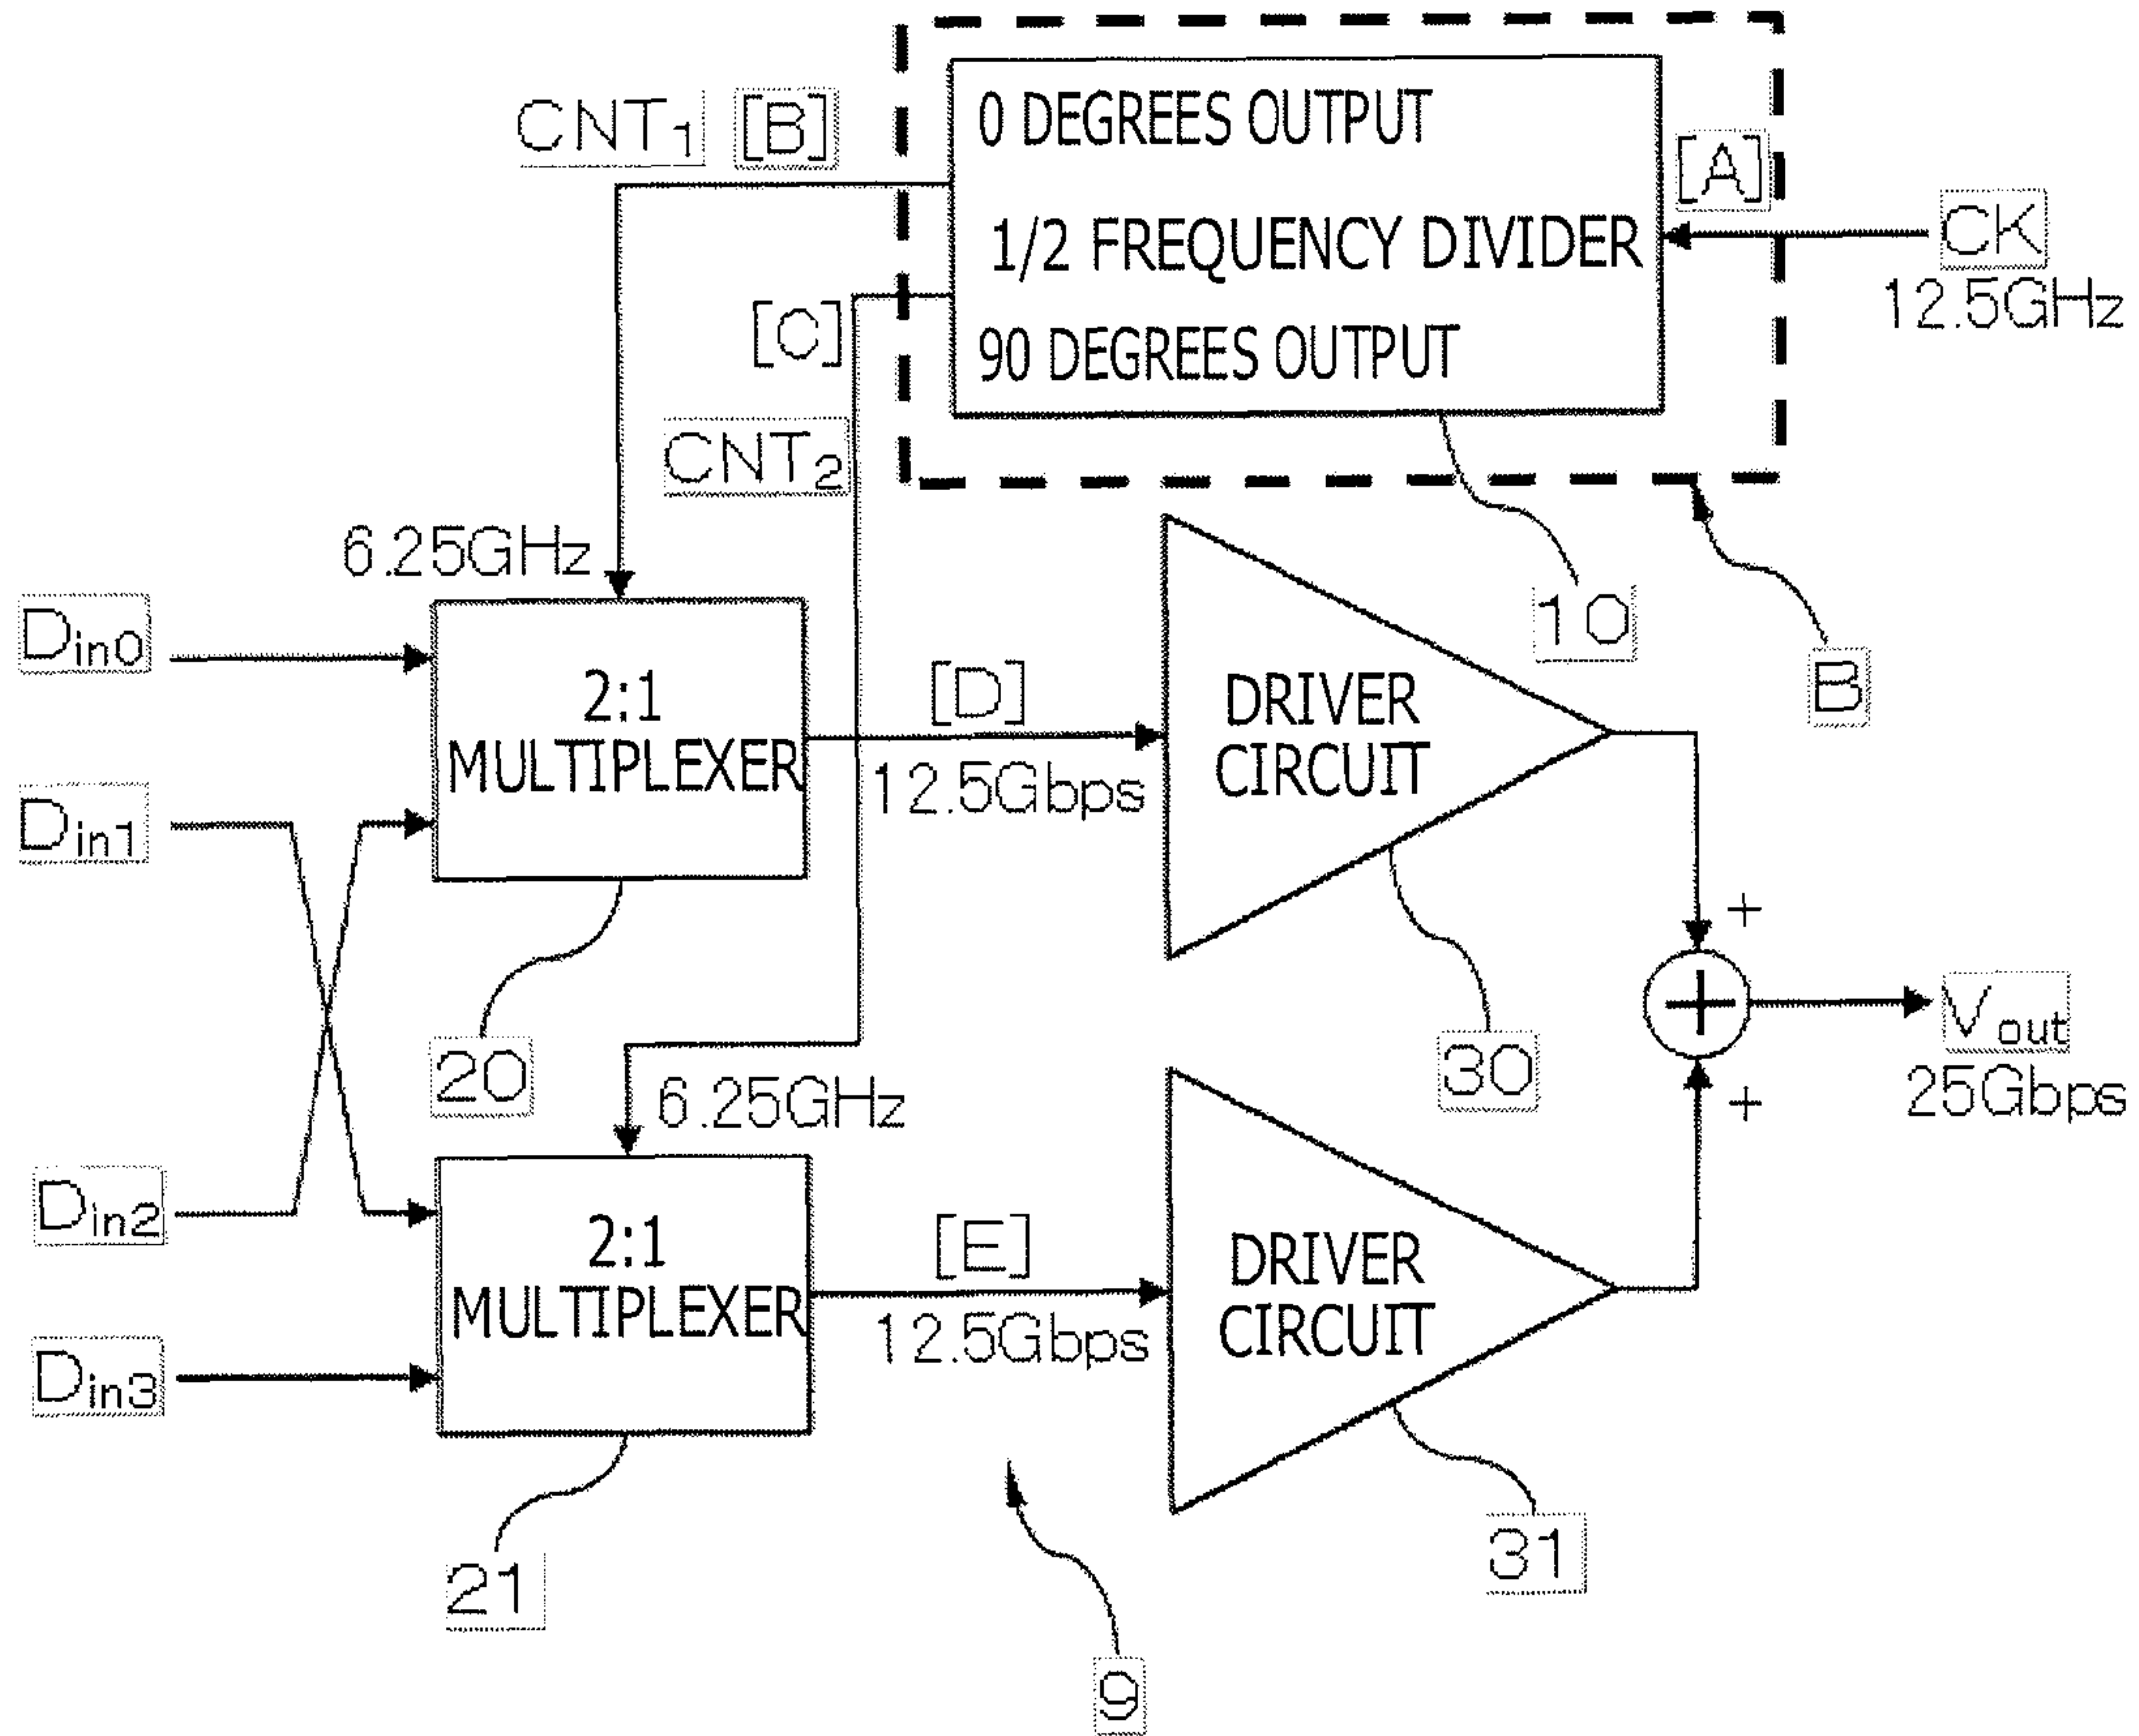 CNT1 [B]
0 DEGREES OUTPUT
[A]
1/2 FREQUENCY DIVIDER
CK
12.5GHz
[C]
90 DEGREES OUTPUT
CNT2
6.25GHz
10
B
Din0
2:1
MULTIPLEXER
[D]
12.5Gbps
DRIVER
CIRCUIT
Din1
+
20
30
+
Vout
25Gbps
+
6.25GHz
Din2
2:1
MULTIPLEXER
[E]
12.5Gbps
DRIVER
CIRCUIT
Din3
21
31
9